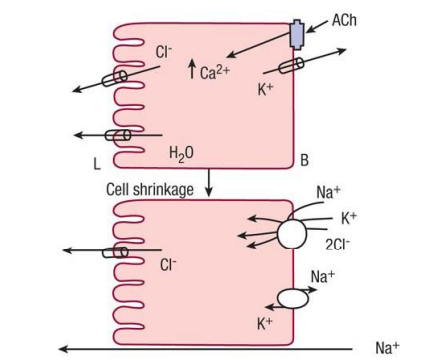 ACh
Cl-
Ca2+
K+
H2O
L
B
Cell shrinkage
Na+
K+
2Cl-
Cl-
Na+
K+
Na+